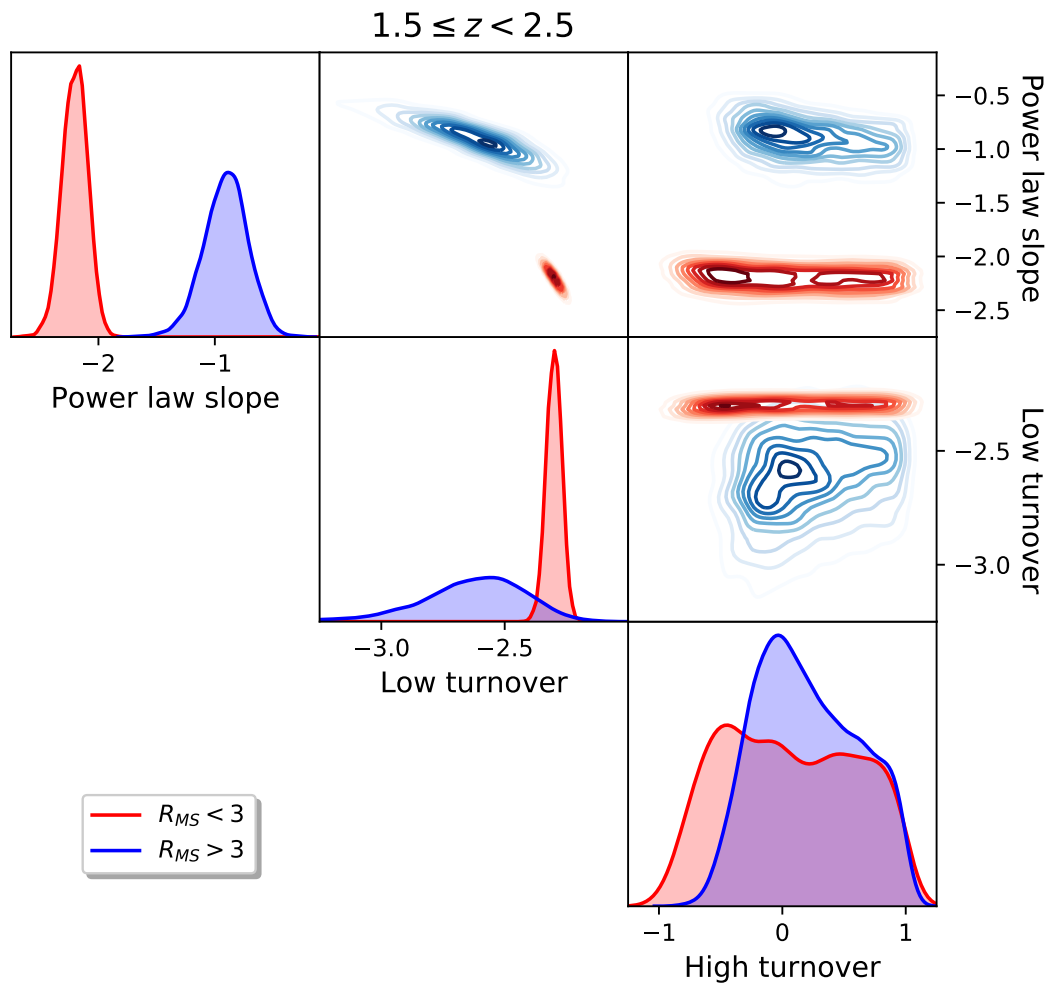 1.5 ≤ z < 2.5
−0.5
−1.0
−1.5
−2.0
−2.5
Power law slope
−2 −1
Power law slope
−2.5
−3.0
Low turnover
−3.0 −2.5
Low turnover
R_MS < 3
R_MS > 3
−1 0 1
High turnover